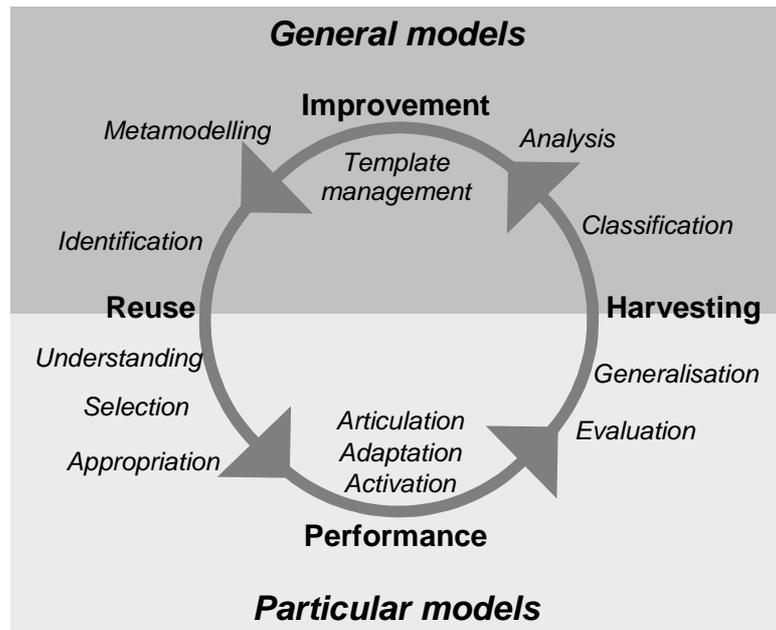 General models
Improvement
Metamodelling
Analysis
Template
management
Classification
Identification
Reuse
Harvesting
Understanding
Generalisation
Selection
Articulation
Evaluation
Adaptation
Appropriation
Activation
Performance
Particular models